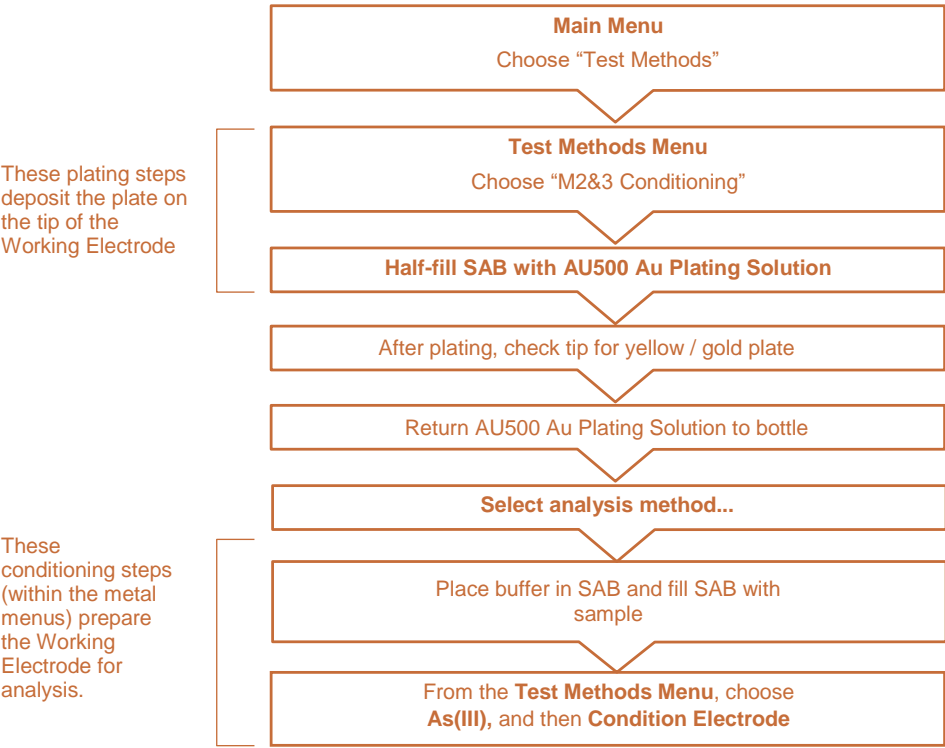 Main Menu
Choose “Test Methods”
These plating steps
deposit the plate on
the tip of the
Working Electrode
Test Methods Menu
Choose “M2&3 Conditioning”
Half-fill SAB with AU500 Au Plating Solution
After plating, check tip for yellow / gold plate
Return AU500 Au Plating Solution to bottle
Select analysis method...
These
conditioning steps
(within the metal
menus) prepare
the Working
Electrode for
analysis.
Place buffer in SAB and fill SAB with
sample
From the Test Methods Menu, choose
As(III), and then Condition Electrode